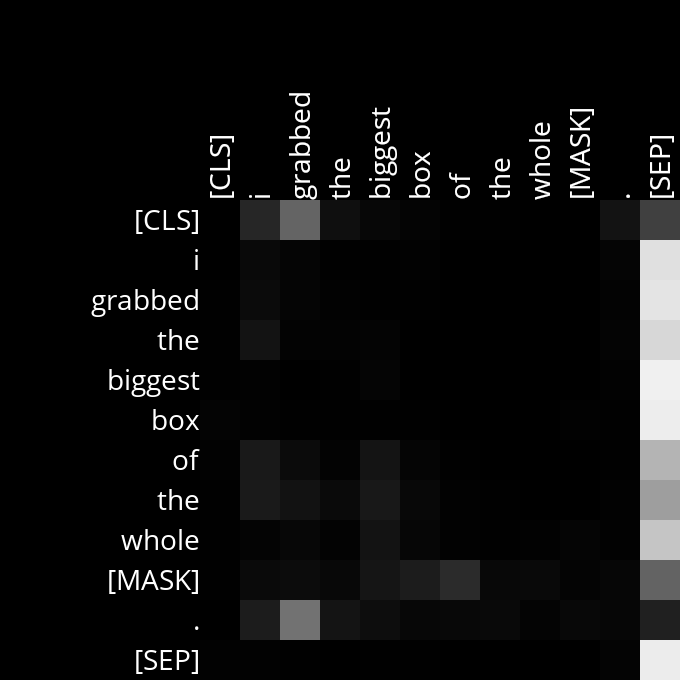 [CLS] i grabbed the biggest box of the whole [MASK] . [SEP]
[CLS]
i
grabbed
the
biggest
box
of
the
whole
[MASK]
.
[SEP]